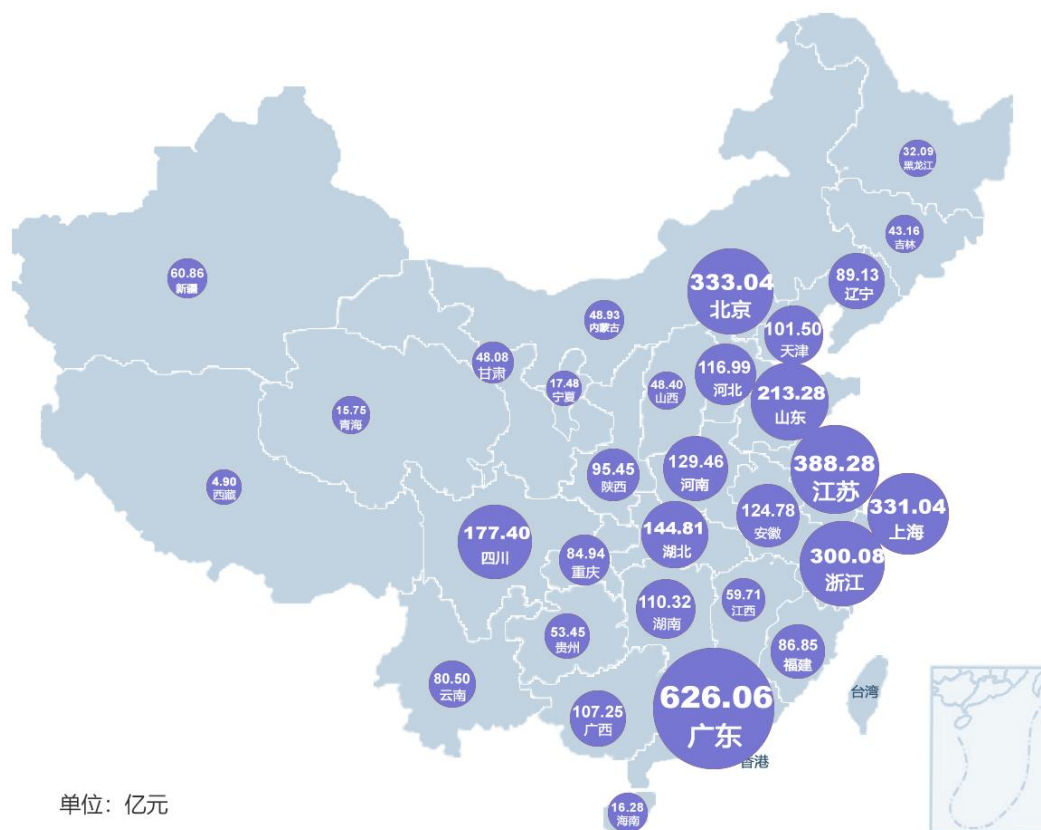 32.09
黑龙江
43.16
吉林
60.86
新疆
333.04
北京
89.13
辽宁
48.93
内蒙古
101.50
天津
48.08
甘肃
116.99
河北
17.48
宁夏
48.40
山西
213.28
山东
15.75
青海
388.28
江苏
129.46
河南
95.45
陕西
4.90
西藏
331.04
上海
124.78
安徽
177.40
四川
144.81
湖北
84.94
重庆
300.08
浙江
59.71
江西
110.32
湖南
53.45
贵州
86.85
福建
80.50
云南
626.06
广东
台湾
107.25
广西
香港
16.28
海南
单位：亿元